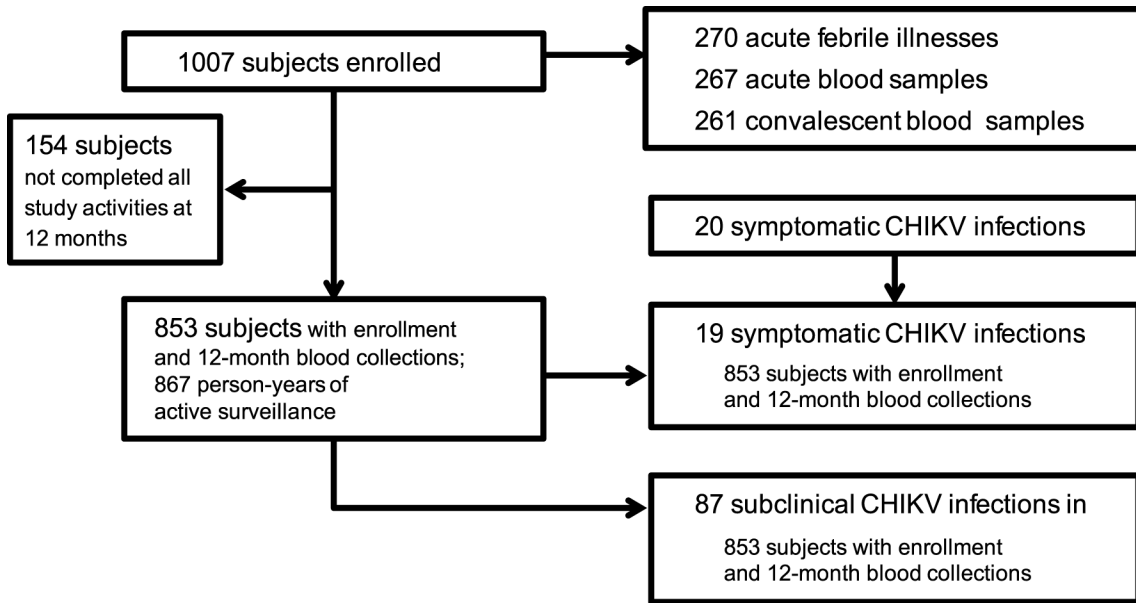 1007 subjects enrolled
270 acute febrile illnesses
267 acute blood samples
261 convalescent blood samples
154 subjects
not completed all
study activities at
12 months
20 symptomatic CHIKV infections
853 subjects with enrollment
and 12-month blood collections;
867 person-years of
active surveillance
19 symptomatic CHIKV infections
853 subjects with enrollment
and 12-month blood collections
87 subclinical CHIKV infections in
853 subjects with enrollment
and 12-month blood collections